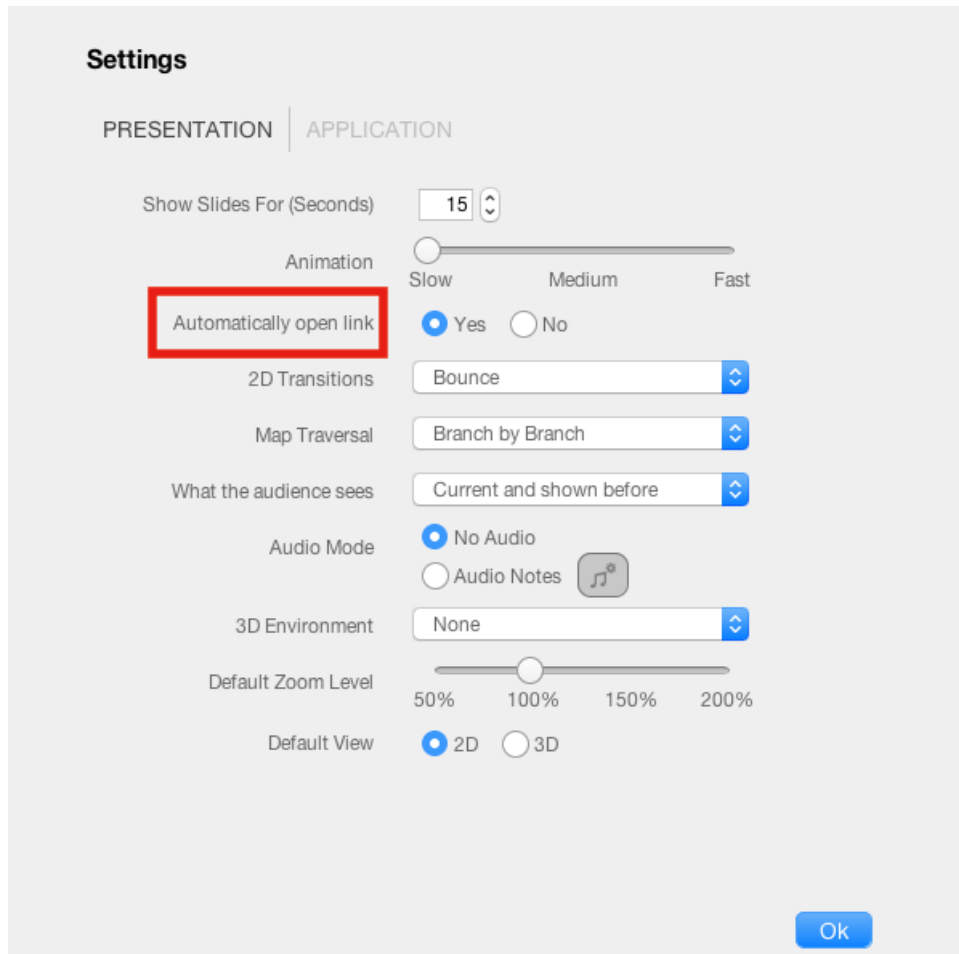 Settings
PRESENTATION APPLICATION
Show Slides For (Seconds) 15
Animation
Slow Medium Fast
Automatically open link Yes No
2D Transitions Bounce
Map Traversal Branch by Branch
What the audience sees Current and shown before
Audio Mode No Audio
Audio Notes
3D Environment None
Default Zoom Level
50% 100% 150% 200%
Default View 2D 3D
Ok